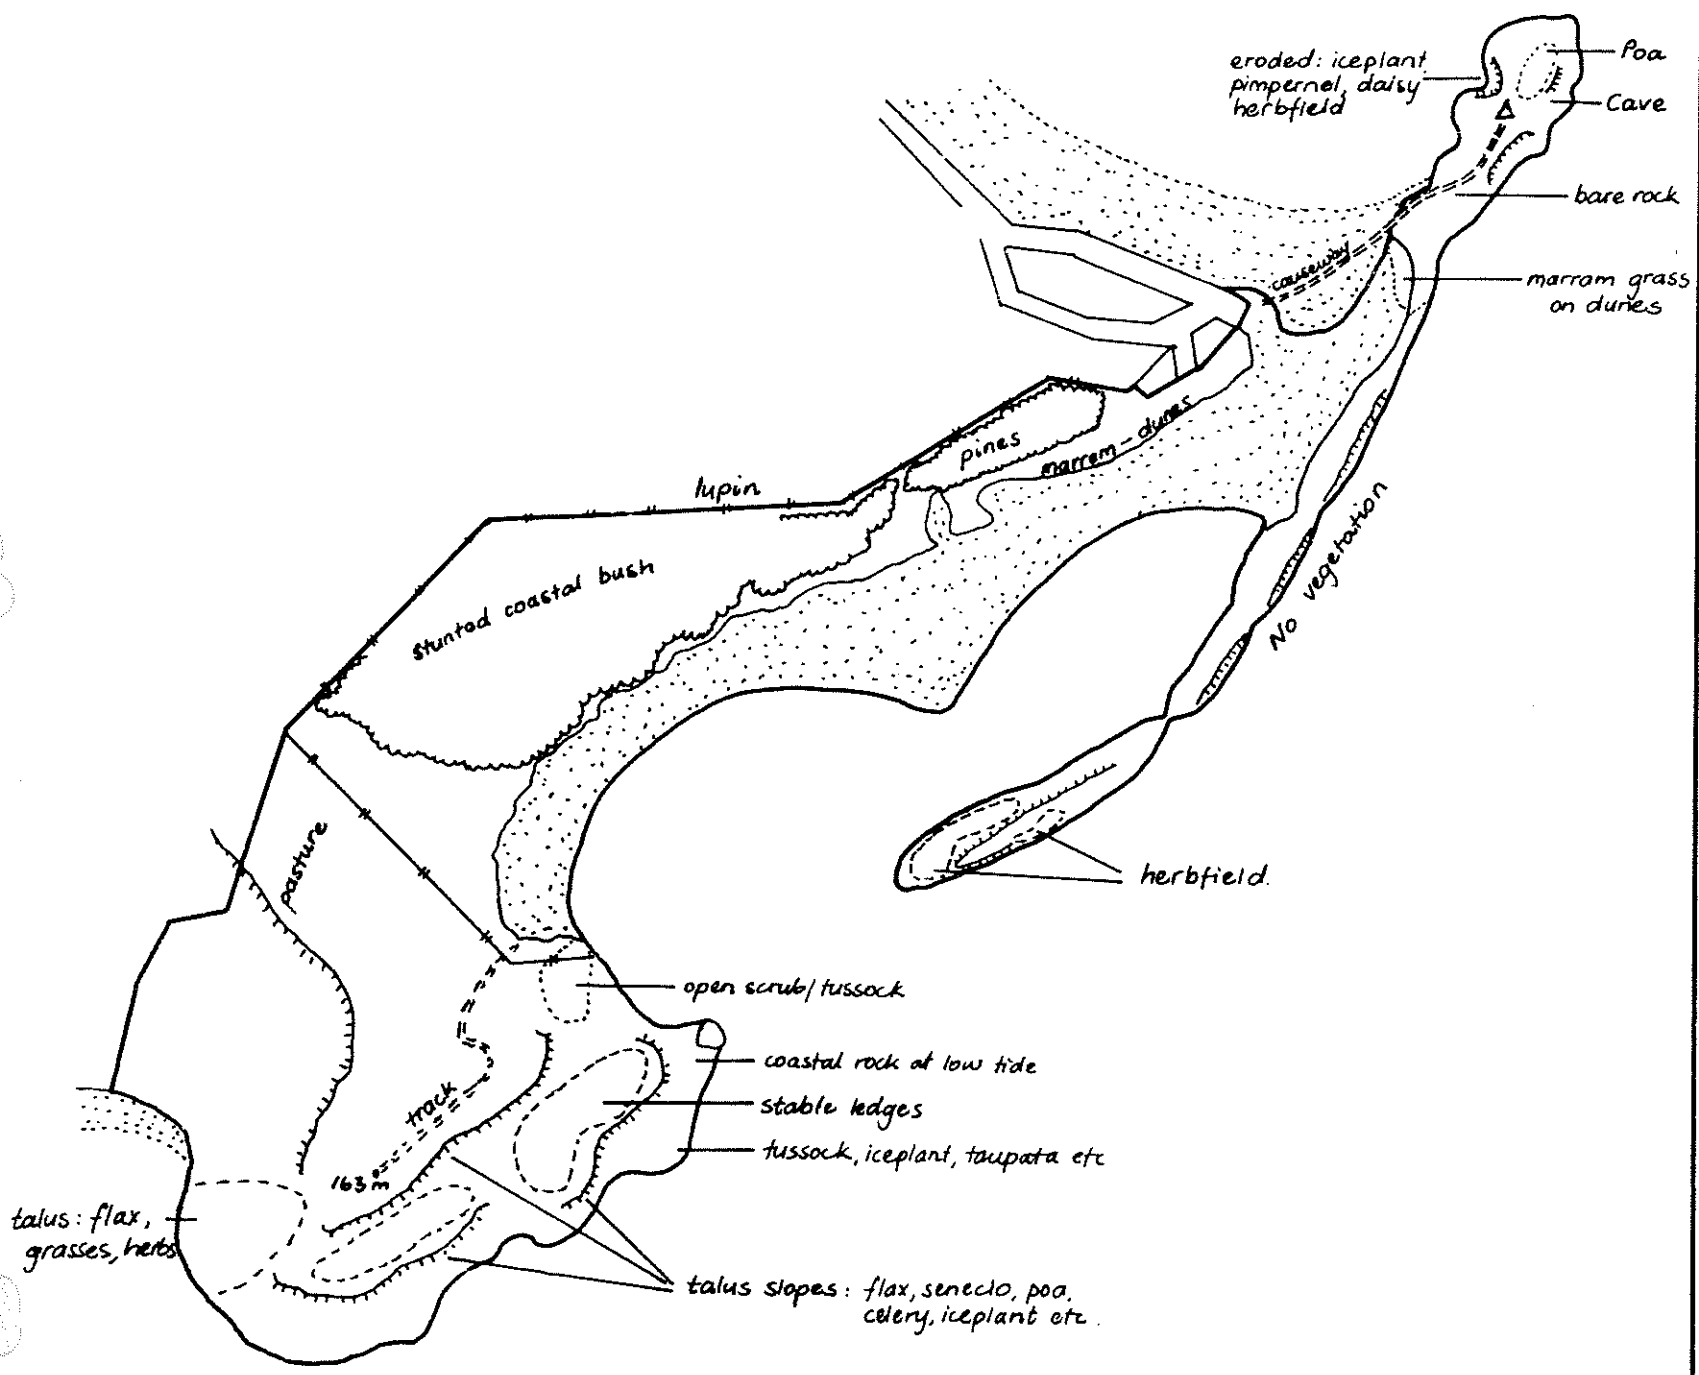 eroded: iceplant
pimpernel, daisy
herbfield
Poa
Cave
bare rock
causeway
marram grass
on dunes
pines
marram-dunes
lupin
stunted coastal bush
No vegetation
pasture
herbfield.
open scrub/tussock
coastal rock at low tide
track
stable ledges
tussock, iceplant, taupata etc
163m
talus: flax,
grasses, herbs
talus slopes: flax, senecio, poa,
celery, iceplant etc.